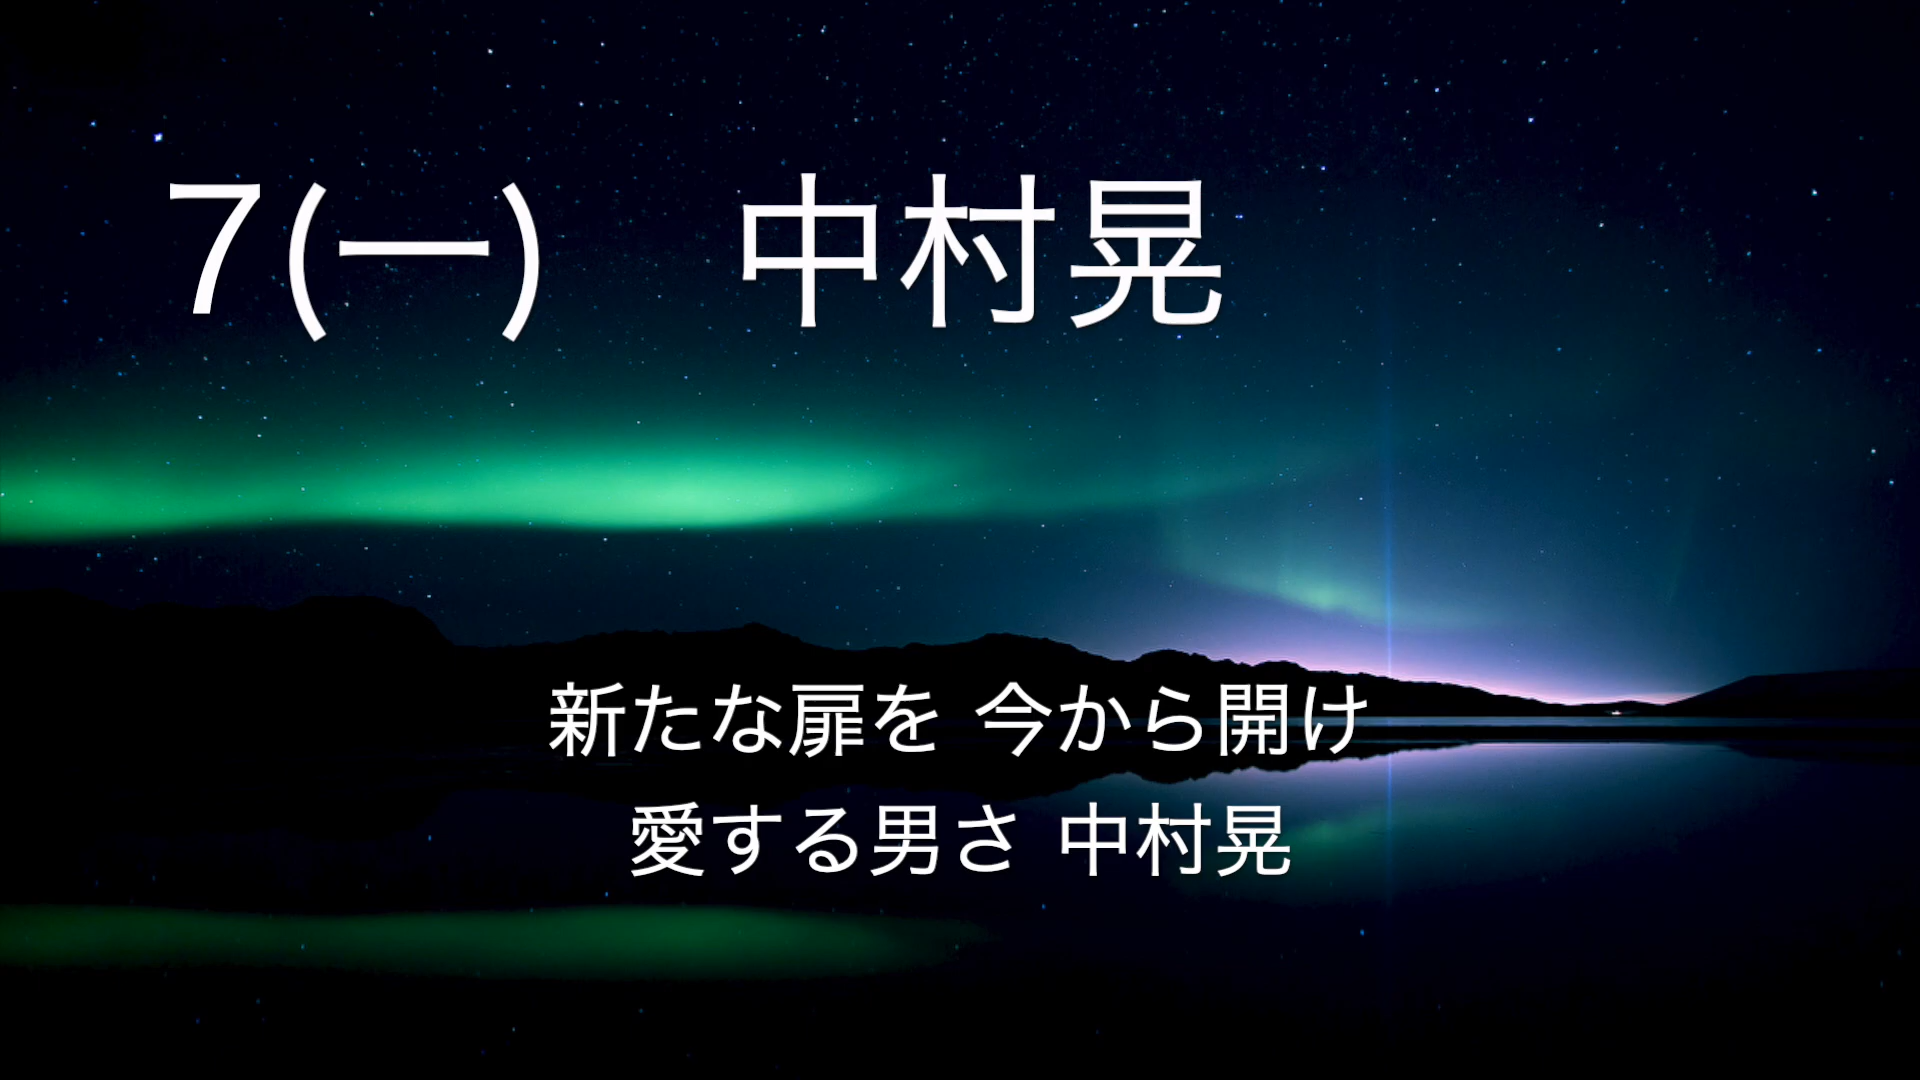 7(一)　中村晃
新たな扉を 今から開け
愛する男さ 中村晃